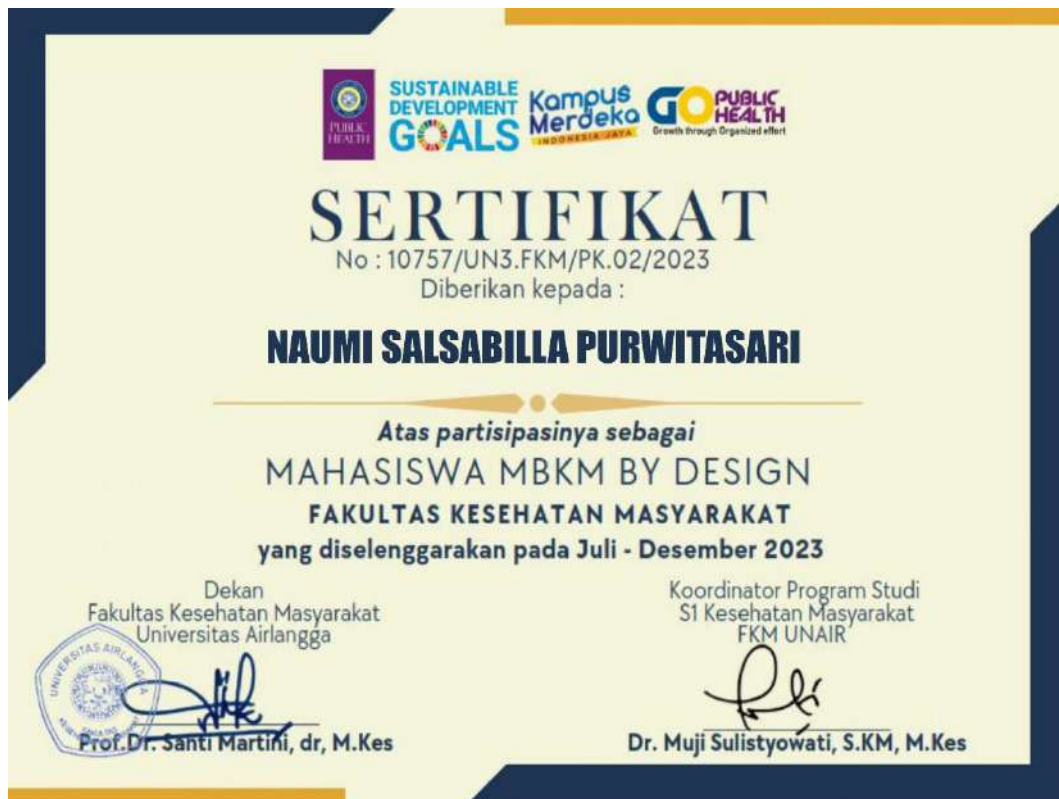 PUBLIC
HEALTH
SUSTAINABLE
DEVELOPMENT
GOALS
Kampus
Merdeka
INDONESIA JAYA
GO PUBLIC
HEALTH
Growth through Organized effort
SERTIFIKAT
No : 10757/UN3.FKM/PK.02/2023
Diberikan kepada :
NAUMI SALSABILLA PURWITASARI
Atas partisipasinya sebagai
MAHASISWA MBKM BY DESIGN
FAKULTAS KESEHATAN MASYARAKAT
yang diselenggarakan pada Juli - Desember 2023
Dekan
Fakultas Kesehatan Masyarakat
Universitas Airlangga
UNIVERSITAS AIRLANGGA
Prof.Dr. Santi Martini, dr, M.Kes
Koordinator Program Studi
S1 Kesehatan Masyarakat
FKM UNAIR
Dr. Muji Sulistyowati, S.KM, M.Kes